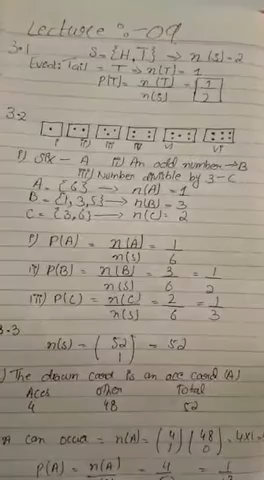 Lecture :-09
3.1 S = {H,T} ⇒ n(S)=2
Event: Tail = T ⇒ n(T) = 1
P(T) = n(T)/n(S) = 1/2
3.2
I II III IV V VI
i) Six - A ii) An odd number → B
iii) Number divisible by 3 - C
A = {6} → n(A) = 1
B = {1,3,5} → n(B) = 3
C = {3,6} → n(C) = 2
i) P(A) = n(A)/n(S) = 1/6
ii) P(B) = n(B)/n(S) = 3/6 = 1/2
iii) P(C) = n(C)/n(S) = 2/6 = 1/3
3-3
n(S) = (52 1) = 52
) The drawn card is an ace card (A)
Aces other Total
4 48 52
A can occur = n(A) = (4 1) (48 0) = 4x1
P(A) = n(A) = 4 = 1